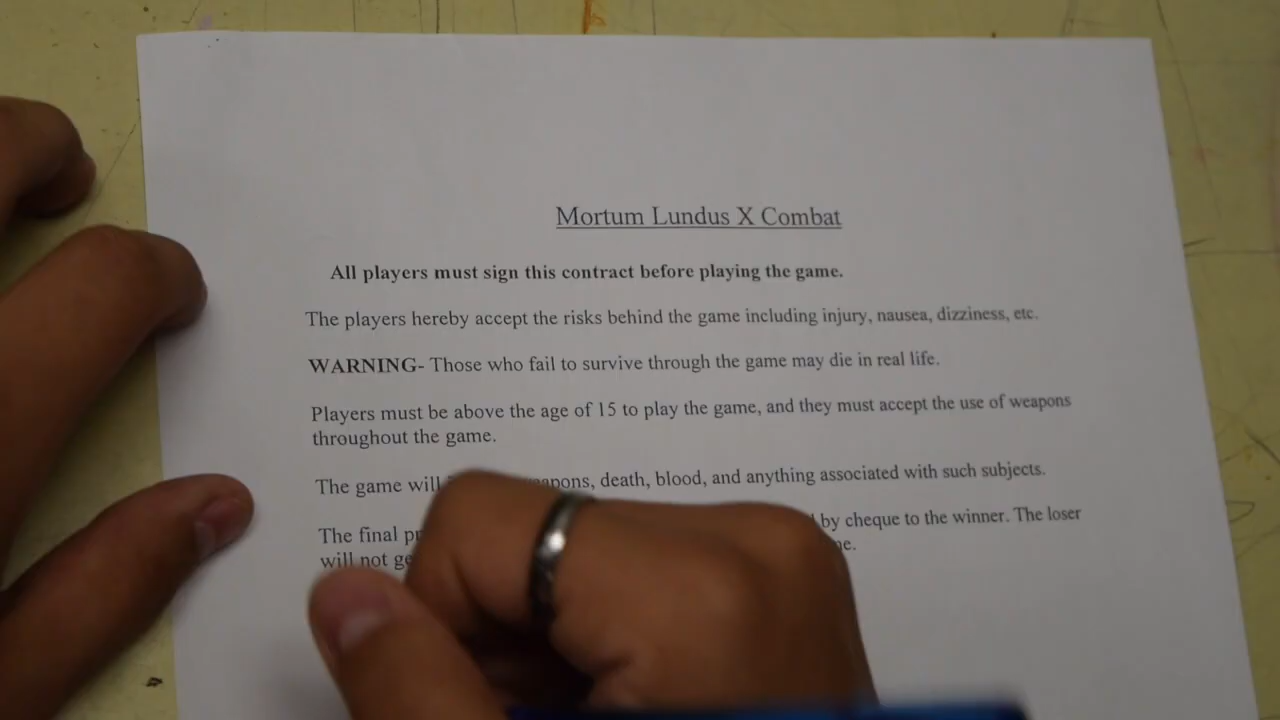 Mortum Lundus X Combat
All players must sign this contract before playing the game.
The players hereby accept the risks behind the game including injury, nausea, dizziness, etc.
WARNING- Those who fail to survive through the game may die in real life.
Players must be above the age of 15 to play the game, and they must accept the use of weapons
throughout the game.
The game will death, blood, and anything associated with such subjects.
The final by cheque to the winner. The loser
will not